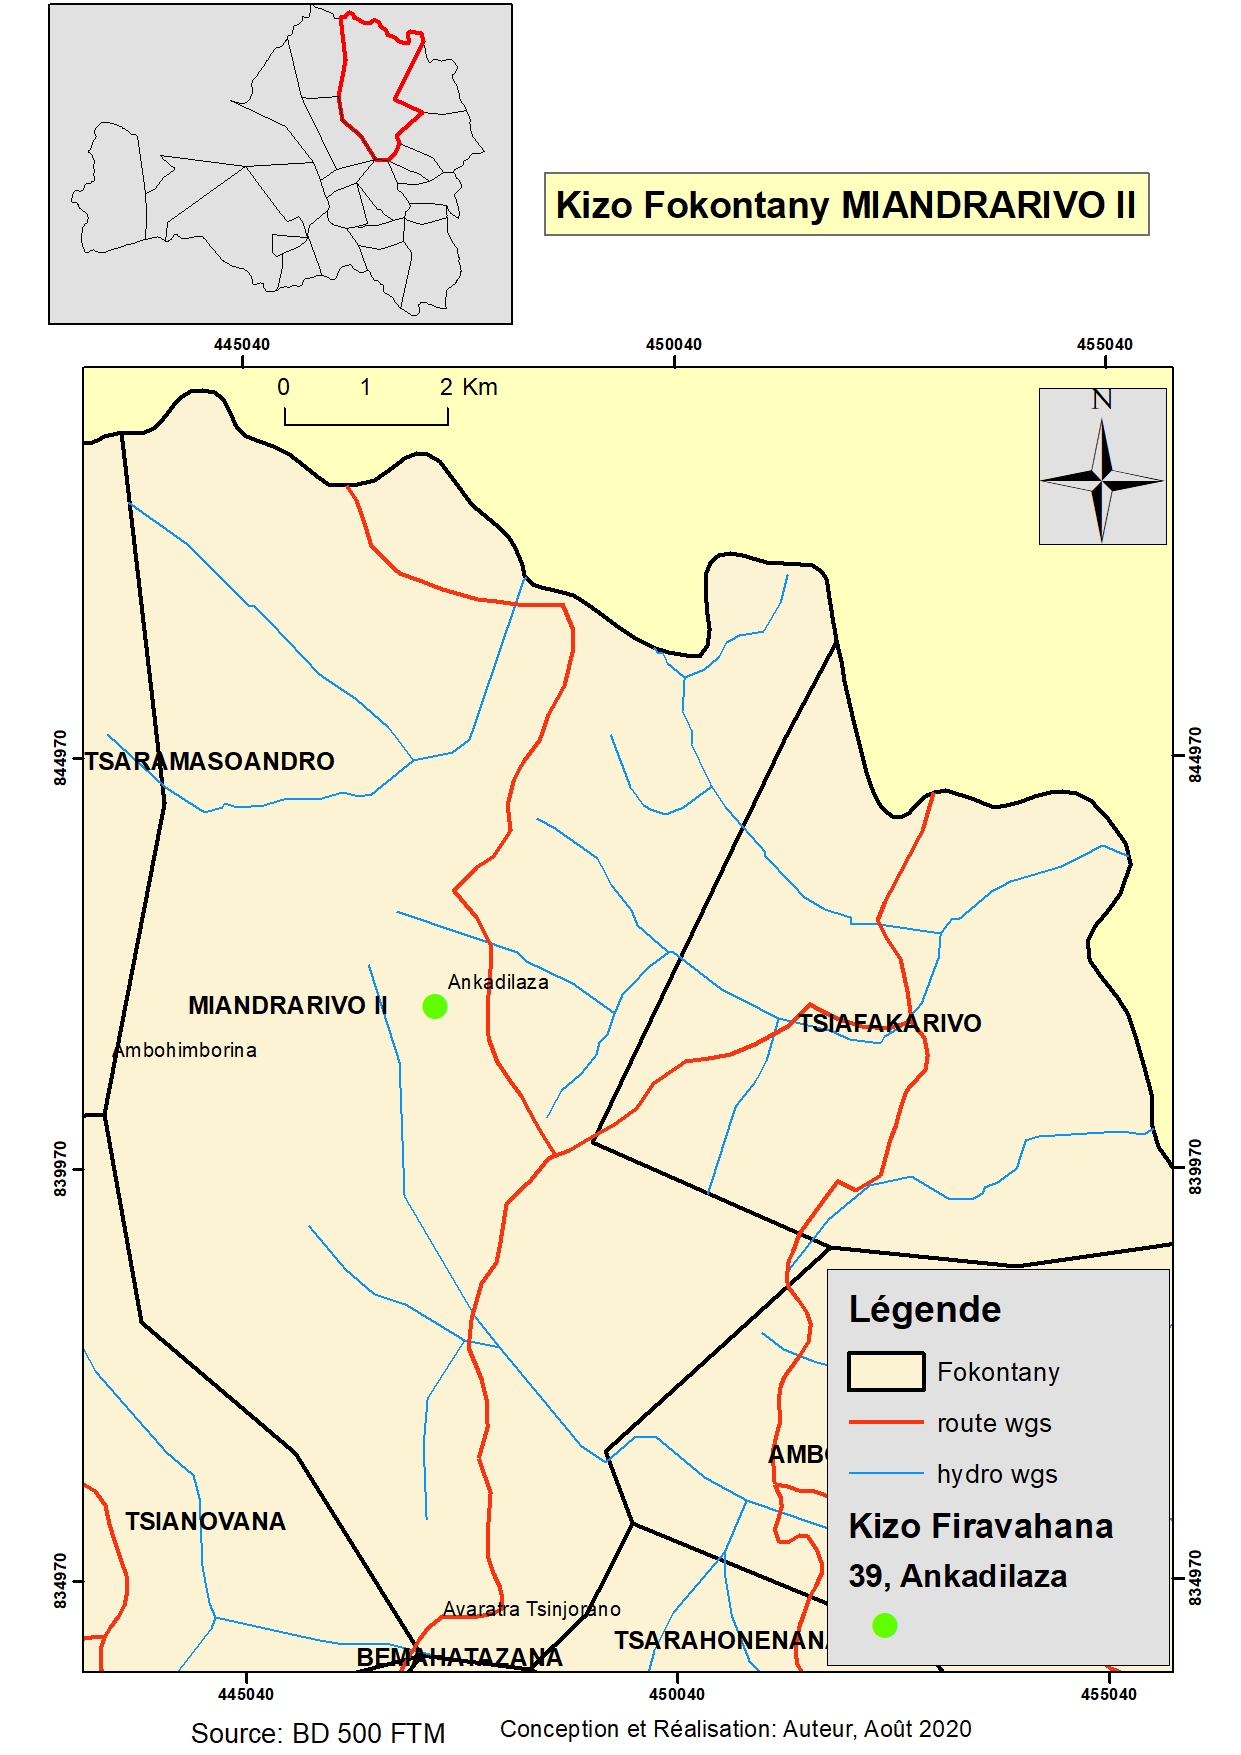 Kizo Fokontany MIANDRARIVO II
445040 450040 455040
0 1 2 Km
N
844970 844970
TSARAMASOANDRO
Ankadilaza
MIANDRARIVO II
TSIAFAKARIVO
Ambohimborina
839970 839970
Légende
Fokontany
route wgs
hydro wgs
AMBO
Kizo Firavahana
TSIANOVANA
39, Ankadilaza
834970 834970
Avaratra Tsinjorano
TSARAHONENANA
BEMAHATAZANA
445040 450040 455040
Source: BD 500 FTM
Conception et Réalisation: Auteur, Août 2020